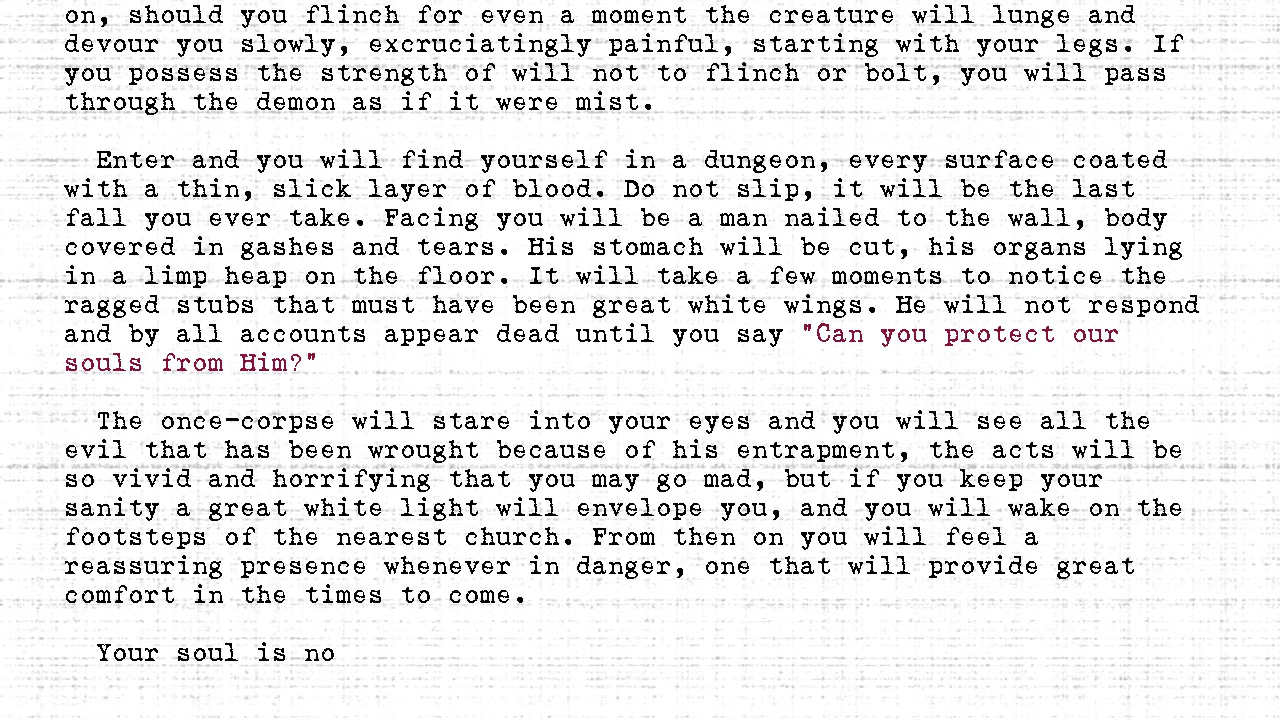 on, should you flinch for even a moment the creature will lunge and
devour you slowly, excruciatingly painful, starting with your legs. If
you possess the strength of will not to flinch or bolt, you will pass
through the demon as if it were mist.
Enter and you will find yourself in a dungeon, every surface coated
with a thin, slick layer of blood. Do not slip, it will be the last
fall you ever take. Facing you will be a man nailed to the wall, body
covered in gashes and tears. His stomach will be cut, his organs lying
in a limp heap on the floor. It will take a few moments to notice the
ragged stubs that must have been great white wings. He will not respond
and by all accounts appear dead until you say "Can you protect our
souls from Him?"
The once-corpse will stare into your eyes and you will see all the
evil that has been wrought because of his entrapment, the acts will be
so vivid and horrifying that you may go mad, but if you keep your
sanity a great white light will envelope you, and you will wake on the
footsteps of the nearest church. From then on you will feel a
reassuring presence whenever in danger, one that will provide great
comfort in the times to come.
Your soul is no